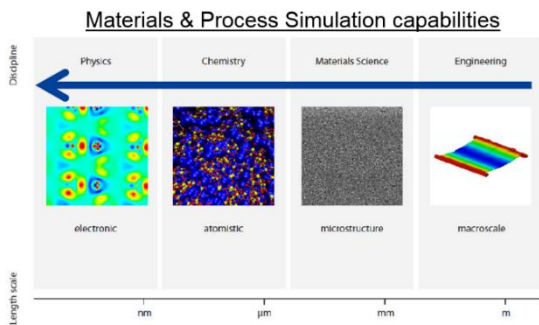 Materials & Process Simulation capabilities
Discipline
Physics
Chemistry
Materials Science
Engineering
electronic
atomistic
microstructure
macroscale
Length scale
nm
μm
mm
m